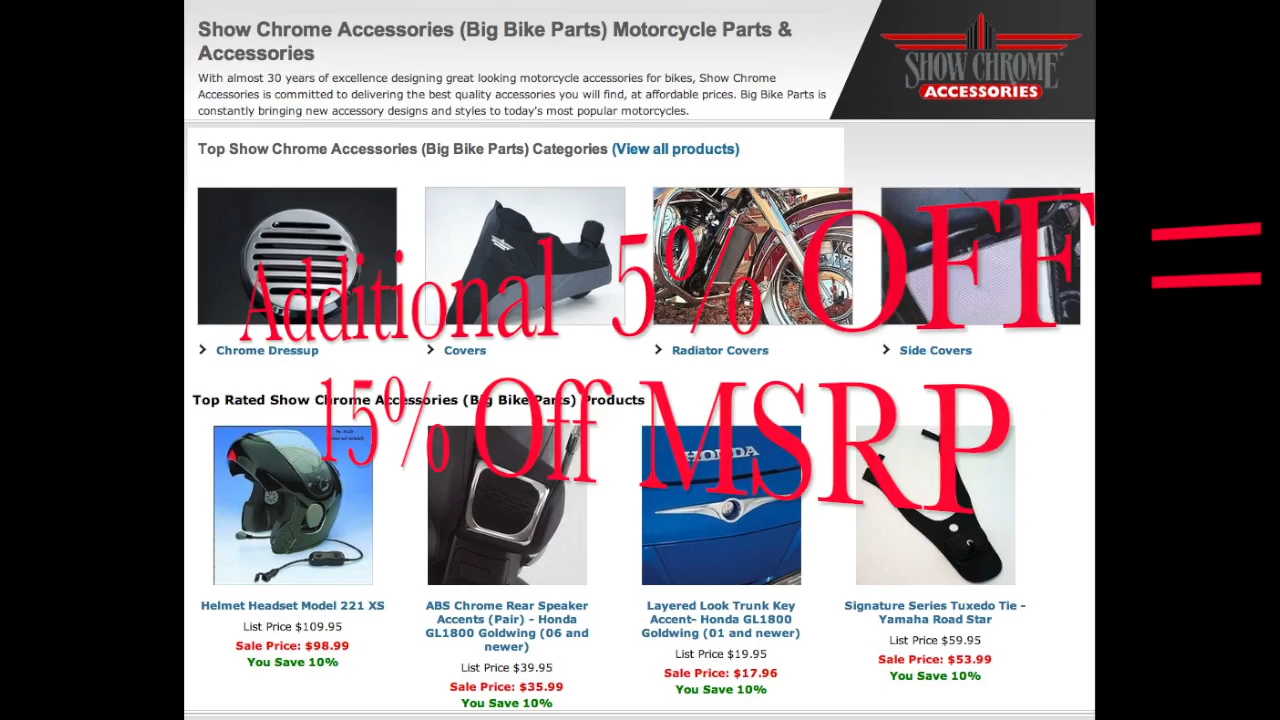 Show Chrome Accessories (Big Bike Parts) Motorcycle Parts &
Accessories
With almost 30 years of excellence designing great looking motorcycle accessories for bikes, Show Chrome
Accessories is committed to delivering the best quality accessories you will find, at affordable prices. Big Bike Parts is
constantly bringing new accessory designs and styles to today's most popular motorcycles.
SHOW CHROME
ACCESSORIES
Top Show Chrome Accessories (Big Bike Parts) Categories (View all products)
Additional 5% OFF =
Chrome Dressup
Covers
Radiator Covers
Side Covers
15% Off MSRP
Top Rated Show Chrome Accessories (Big Bike Parts) Products
HONDA
Helmet Headset Model 221 XS
List Price $109.95
Sale Price: $98.99
You Save 10%
ABS Chrome Rear Speaker
Accents (Pair) - Honda
GL1800 Goldwing (06 and
newer)
List Price $39.95
Sale Price: $35.99
You Save 10%
Layered Look Trunk Key
Accent- Honda GL1800
Goldwing (01 and newer)
List Price $19.95
Sale Price: $17.96
You Save 10%
Signature Series Tuxedo Tie -
Yamaha Road Star
List Price $59.95
Sale Price: $53.99
You Save 10%